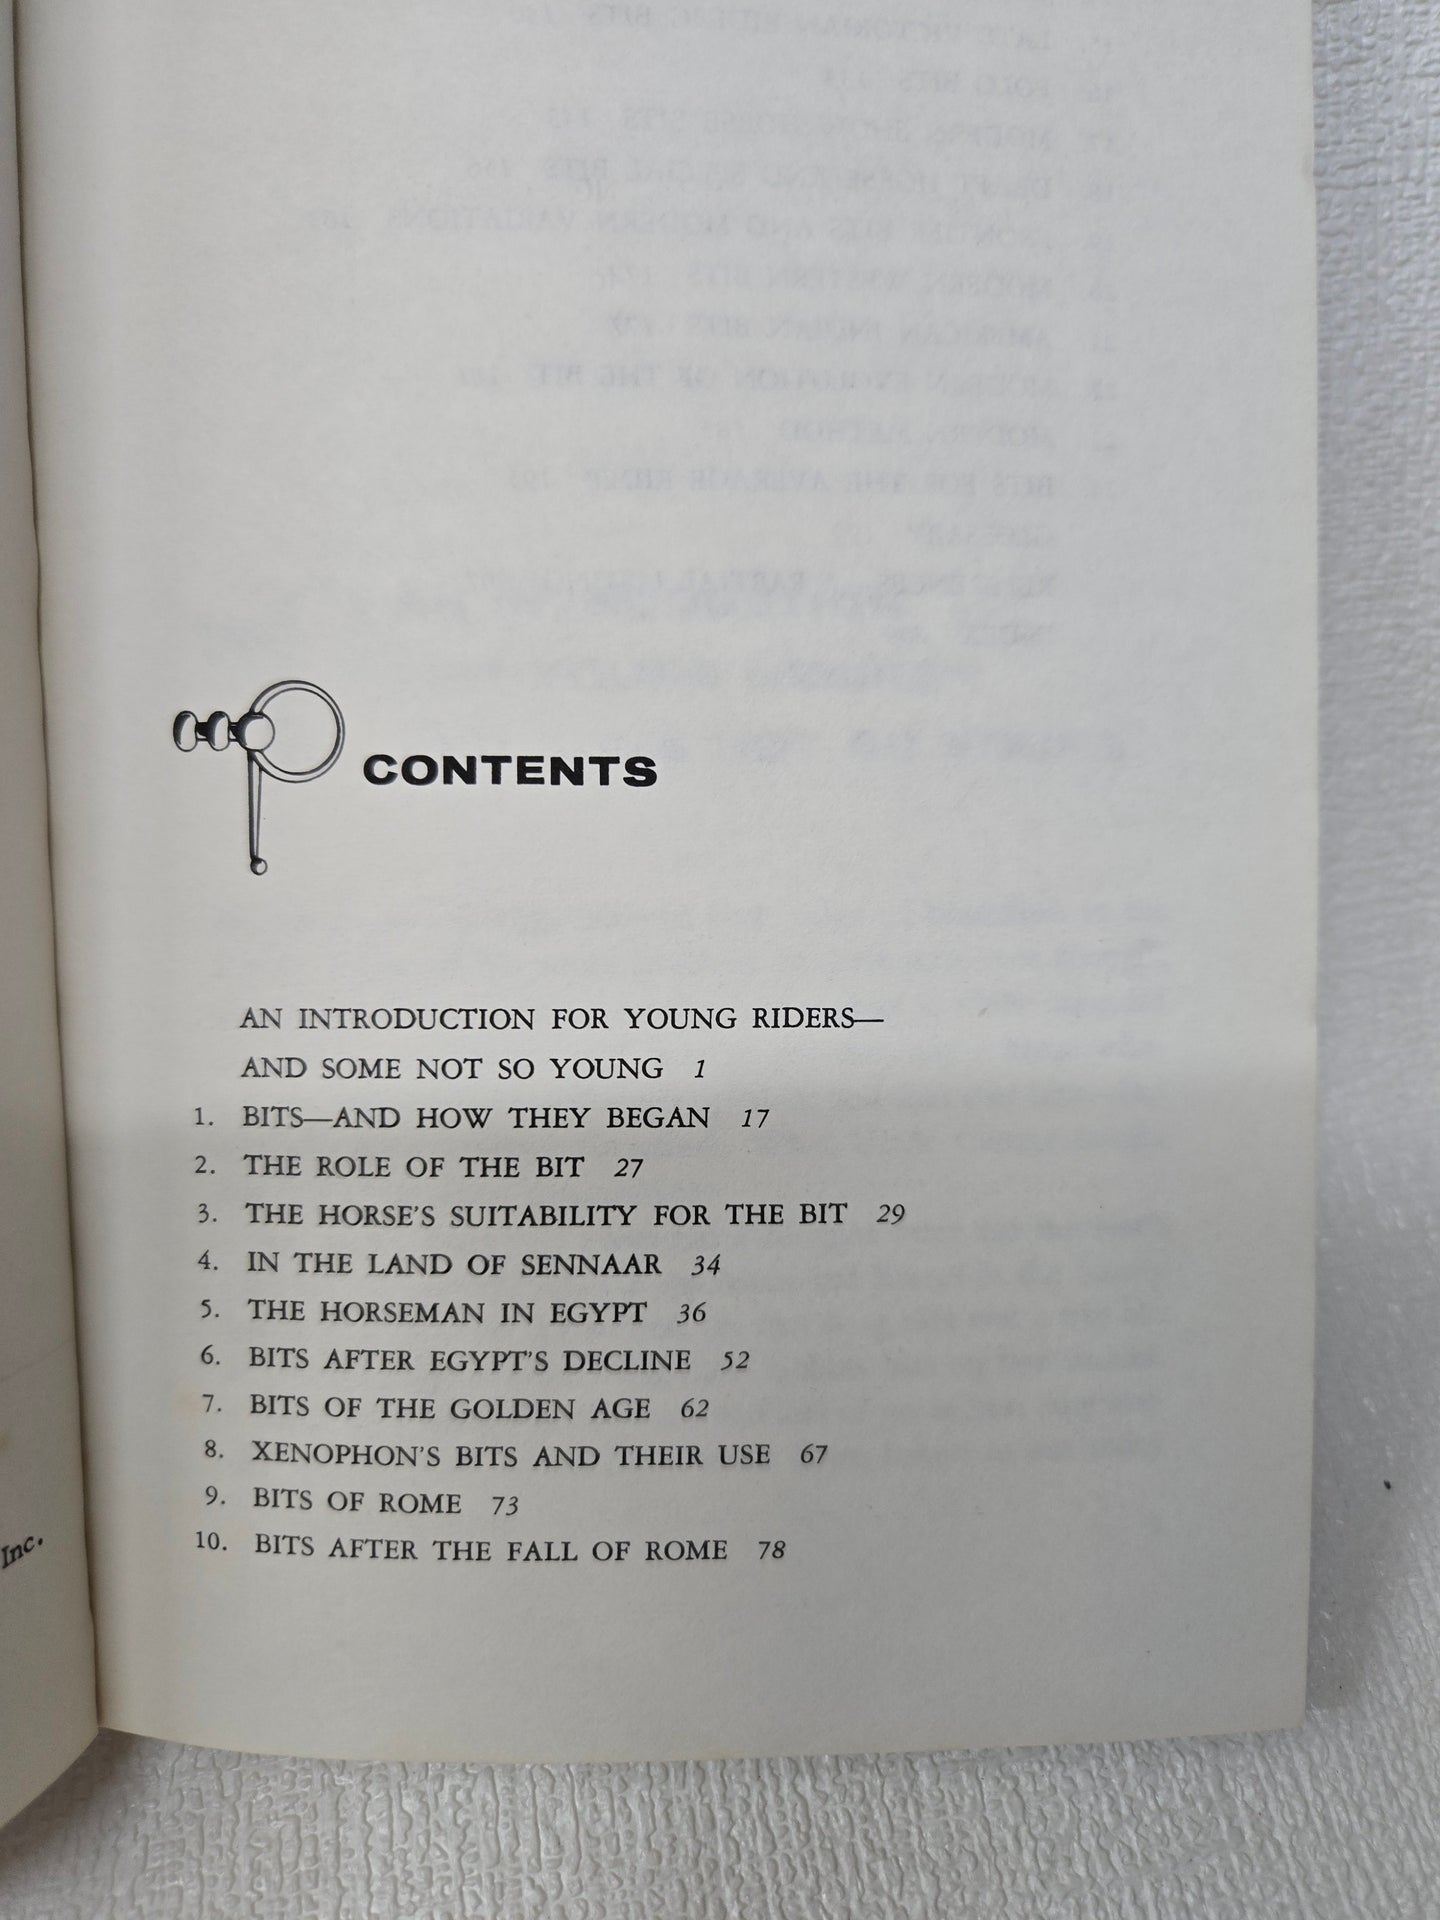 CONTENTS
AN INTRODUCTION FOR YOUNG RIDERS—
AND SOME NOT SO YOUNG 1
1. BITS—AND HOW THEY BEGAN 17
2. THE ROLE OF THE BIT 27
3. THE HORSE'S SUITABILITY FOR THE BIT 29
4. IN THE LAND OF SENNAAR 34
5. THE HORSEMAN IN EGYPT 36
6. BITS AFTER EGYPT'S DECLINE 52
7. BITS OF THE GOLDEN AGE 62
8. XENOPHON'S BITS AND THEIR USE 67
9. BITS OF ROME 73
10. BITS AFTER THE FALL OF ROME 78
Inc.